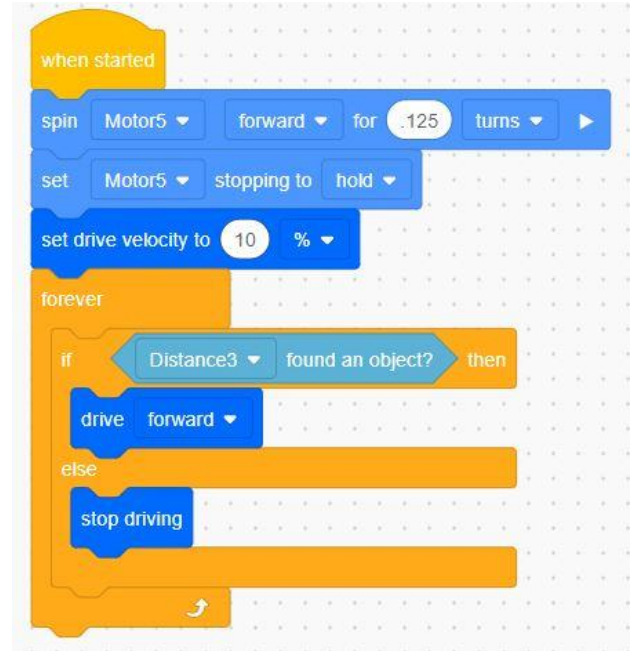 when started
spin Motor5 forward for .125 turns
set Motor5 stopping to hold
set drive velocity to 10 %
forever
if Distance3 found an object? then
drive forward
else
stop driving